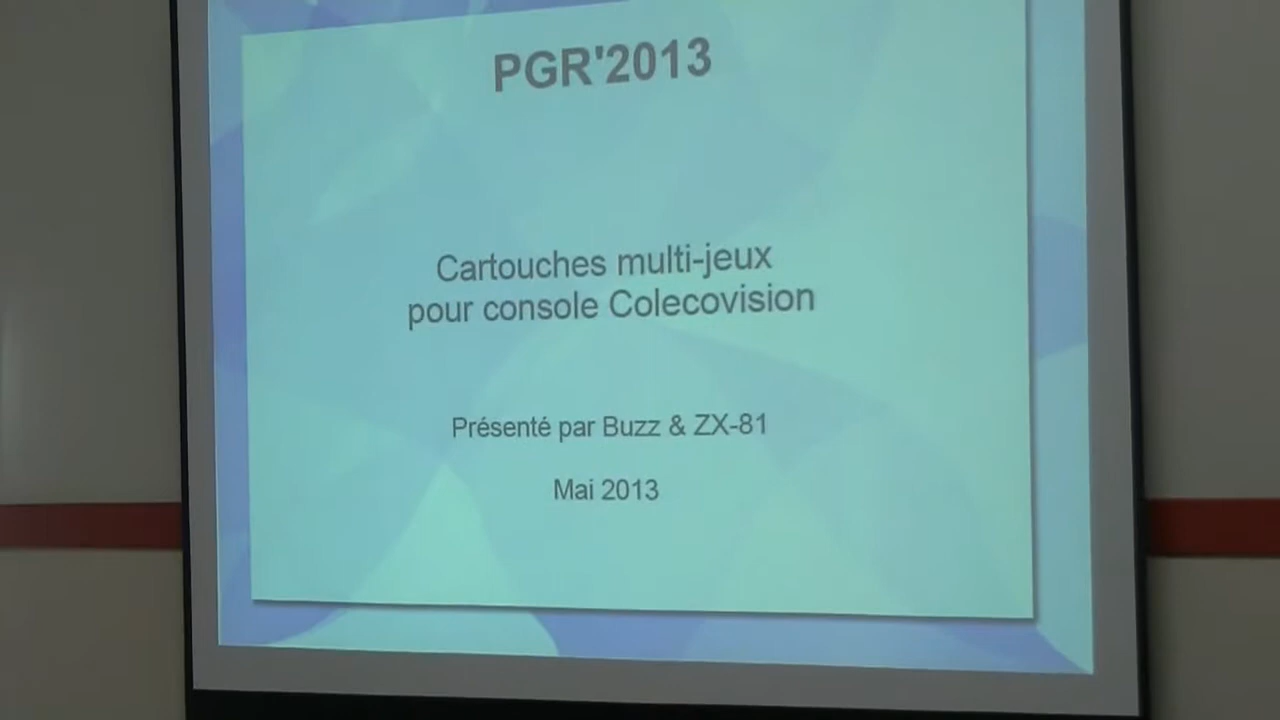 PGR'2013
Cartouches multi-jeux
pour console Colecovision
Présenté par Buzz & ZX-81
Mai 2013